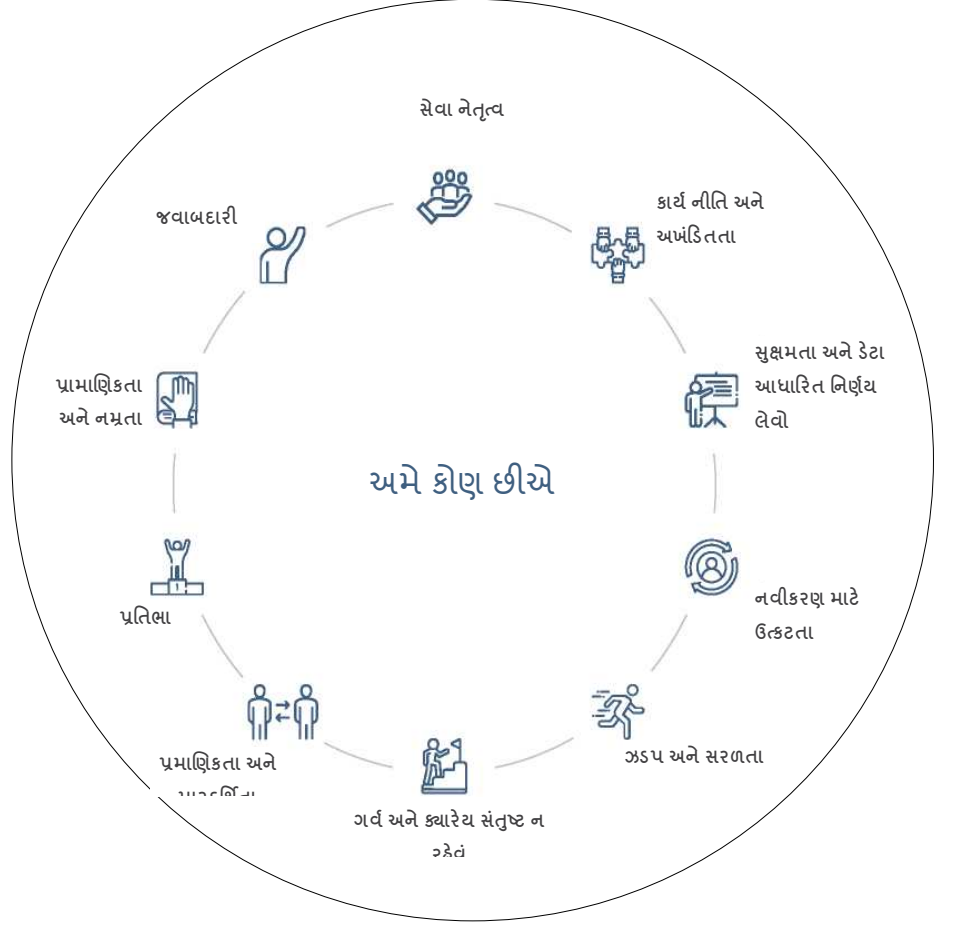 સેવા નેતૃત્વ
કાર્ય નીતિ અને
અખંડિતતા
સુક્ષમતા અને ડેટા
આધારિત નિર્ણય
લેવો
નવીકરણ માટે
ઉત્કટતા
ઝડપ અને સરળતા
ગર્વ અને ક્યારેય સંતુષ્ટ ન
પ્રમાણિકતા અને
પ્રતિભા
પ્રામાણિકતા
અને નમ્રતા
જવાબદારી
અમે કોણ છીએ